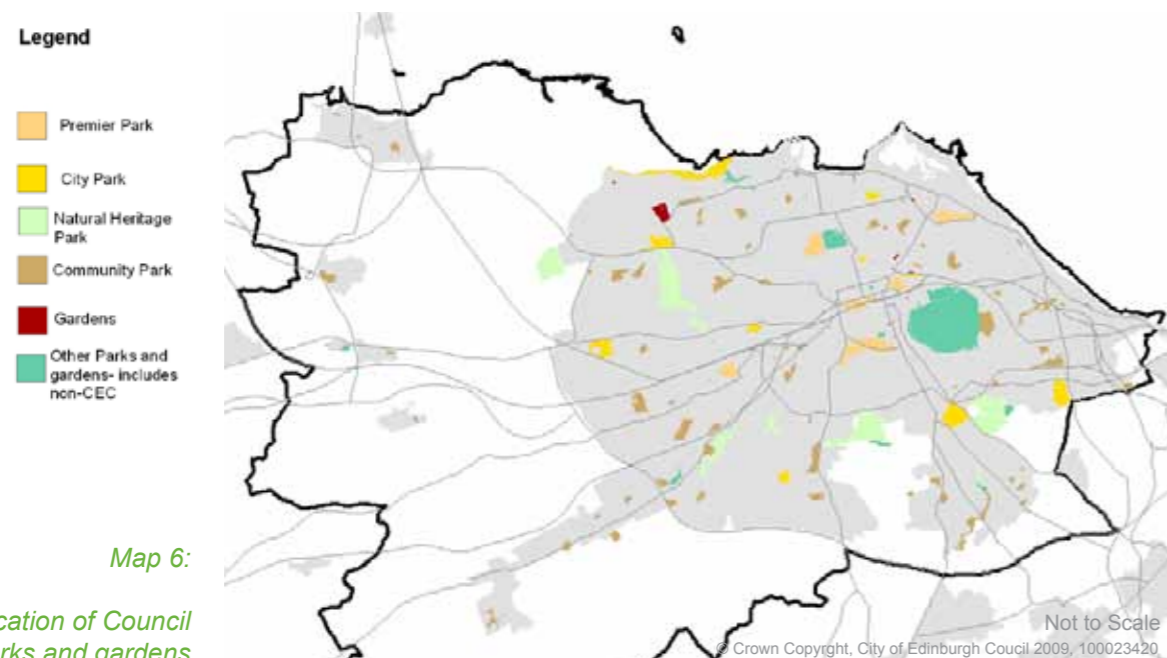 Legend
Premier Park
City Park
Natural Heritage
Park
Community Park
Gardens
Other Parks and
gardens- includes
non-CEC
Map 6:
cation of Council
rks and gardens
Not to Scale
© Crown Copyrght, City of Edinburgh Coucil 2009, 100023420